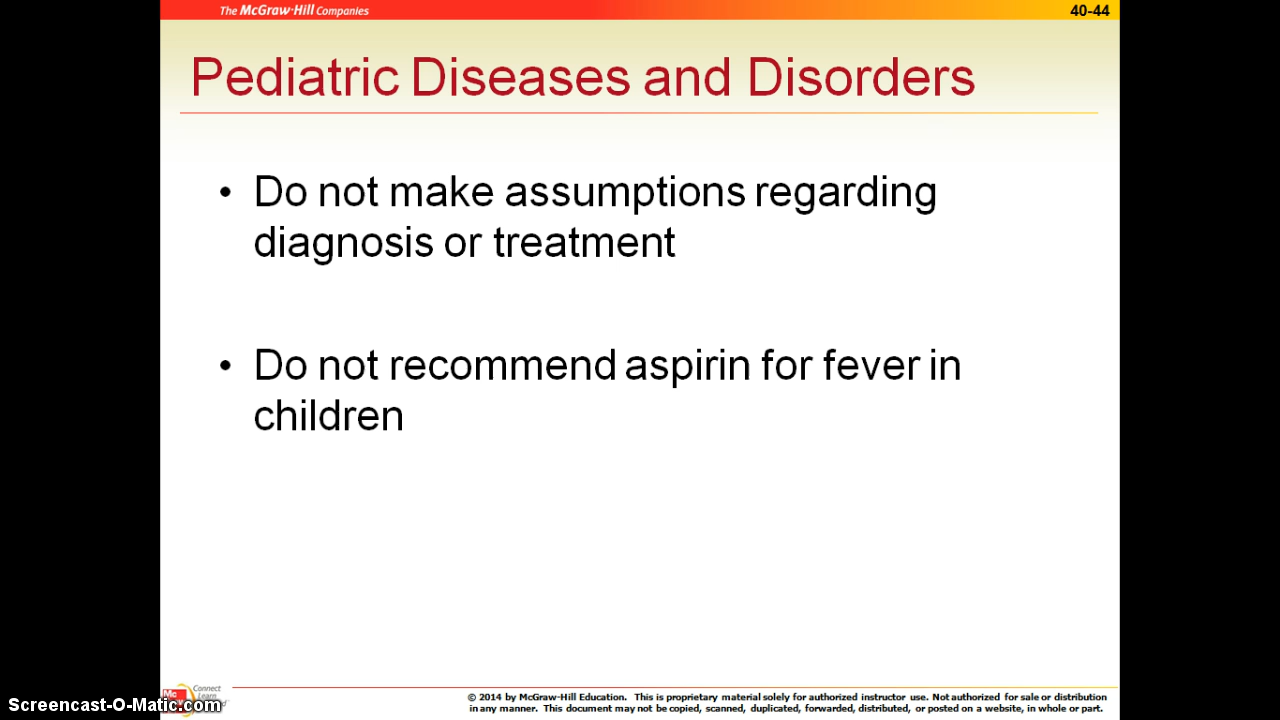 The McGraw-Hill Companies
40-44
Pediatric Diseases and Disorders
• Do not make assumptions regarding
diagnosis or treatment
• Do not recommend aspirin for fever in
children
Connect
Learn
Mc
Screencast-O-Matic.com
© 2014 by McGraw-Hill Education. This is proprietary material solely for authorized instructor use. Not authorized for sale or distribution
in any manner. This document may not be copied, scanned, duplicated, forwarded, distributed, or posted on a website, in whole or part.